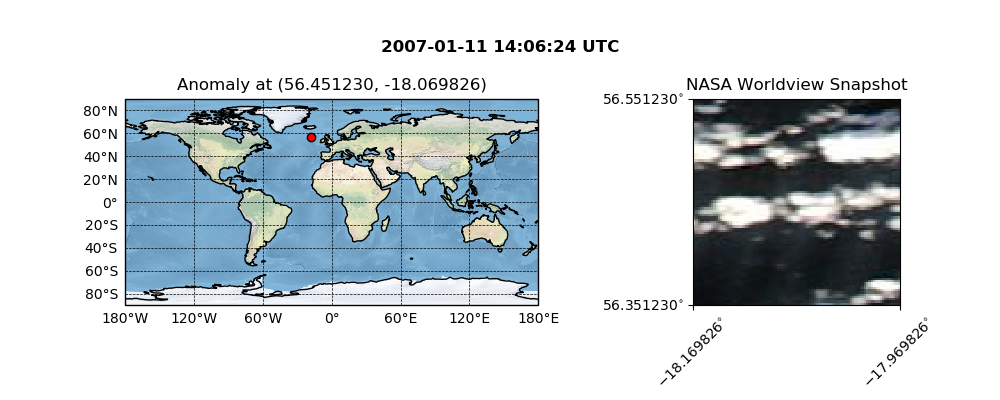 2007-01-11 14:06:24 UTC
Anomaly at (56.451230, -18.069826)
NASA Worldview Snapshot
80°N
60°N
40°N
20°N
0°
20°S
40°S
60°S
80°S
180°W
120°W
60°W
0°
60°E
120°E
180°E
56.551230°
56.351230°
−18.169826°
−17.969826°